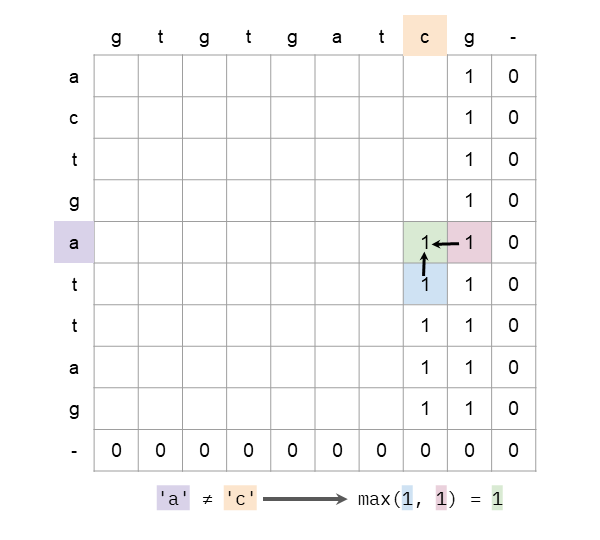 g t g t g a t c g -
a 1 0
c 1 0
t 1 0
g 1 0
a 1 1 0
t 1 1 0
t 1 1 0
a 1 1 0
g 1 1 0
- 0 0 0 0 0 0 0 0 0 0
'a' ≠ 'c' max(1, 1) = 1